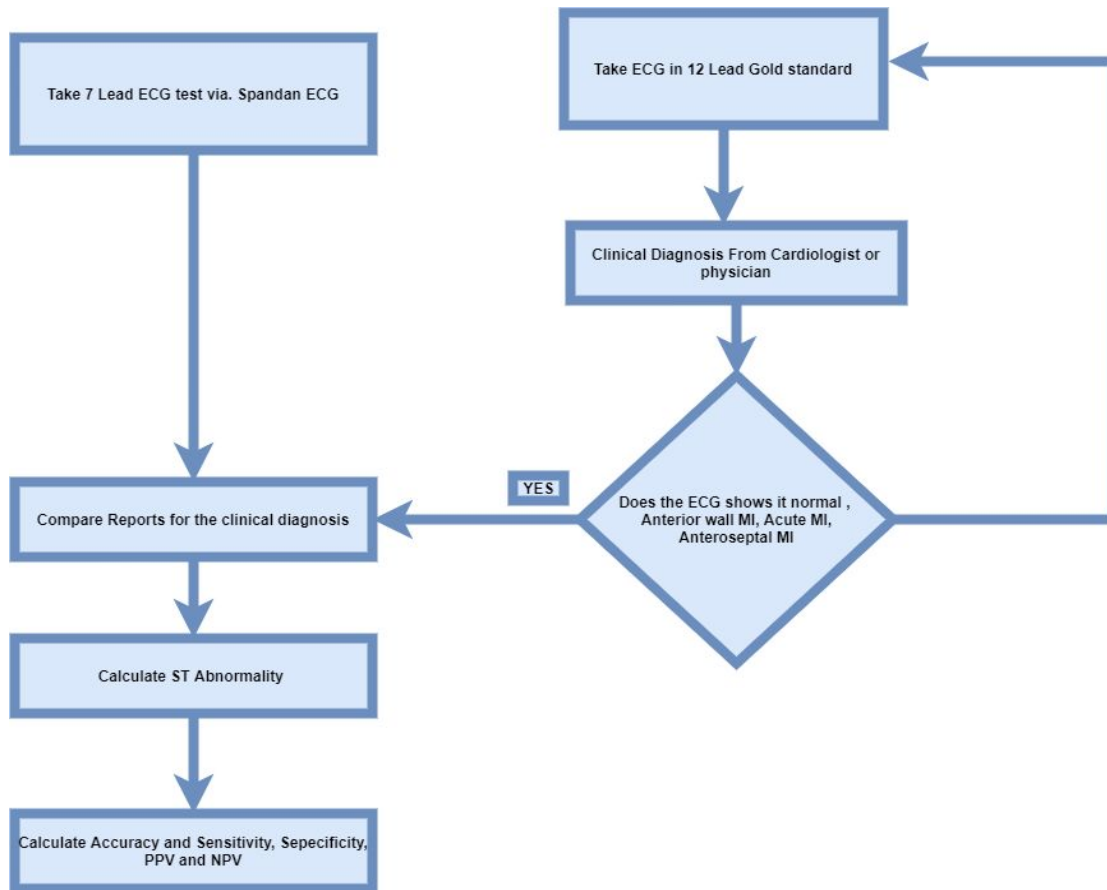 Take 7 Lead ECG test via. Spandan ECG
Take ECG in 12 Lead Gold standard
Clinical Diagnosis From Cardiologist or
physician
YES
Does the ECG shows it normal ,
Anterior wall MI, Acute MI,
Anteroseptal MI
Compare Reports for the clinical diagnosis
Calculate ST Abnormality
Calculate Accuracy and Sensitivity, Sepecificity,
PPV and NPV